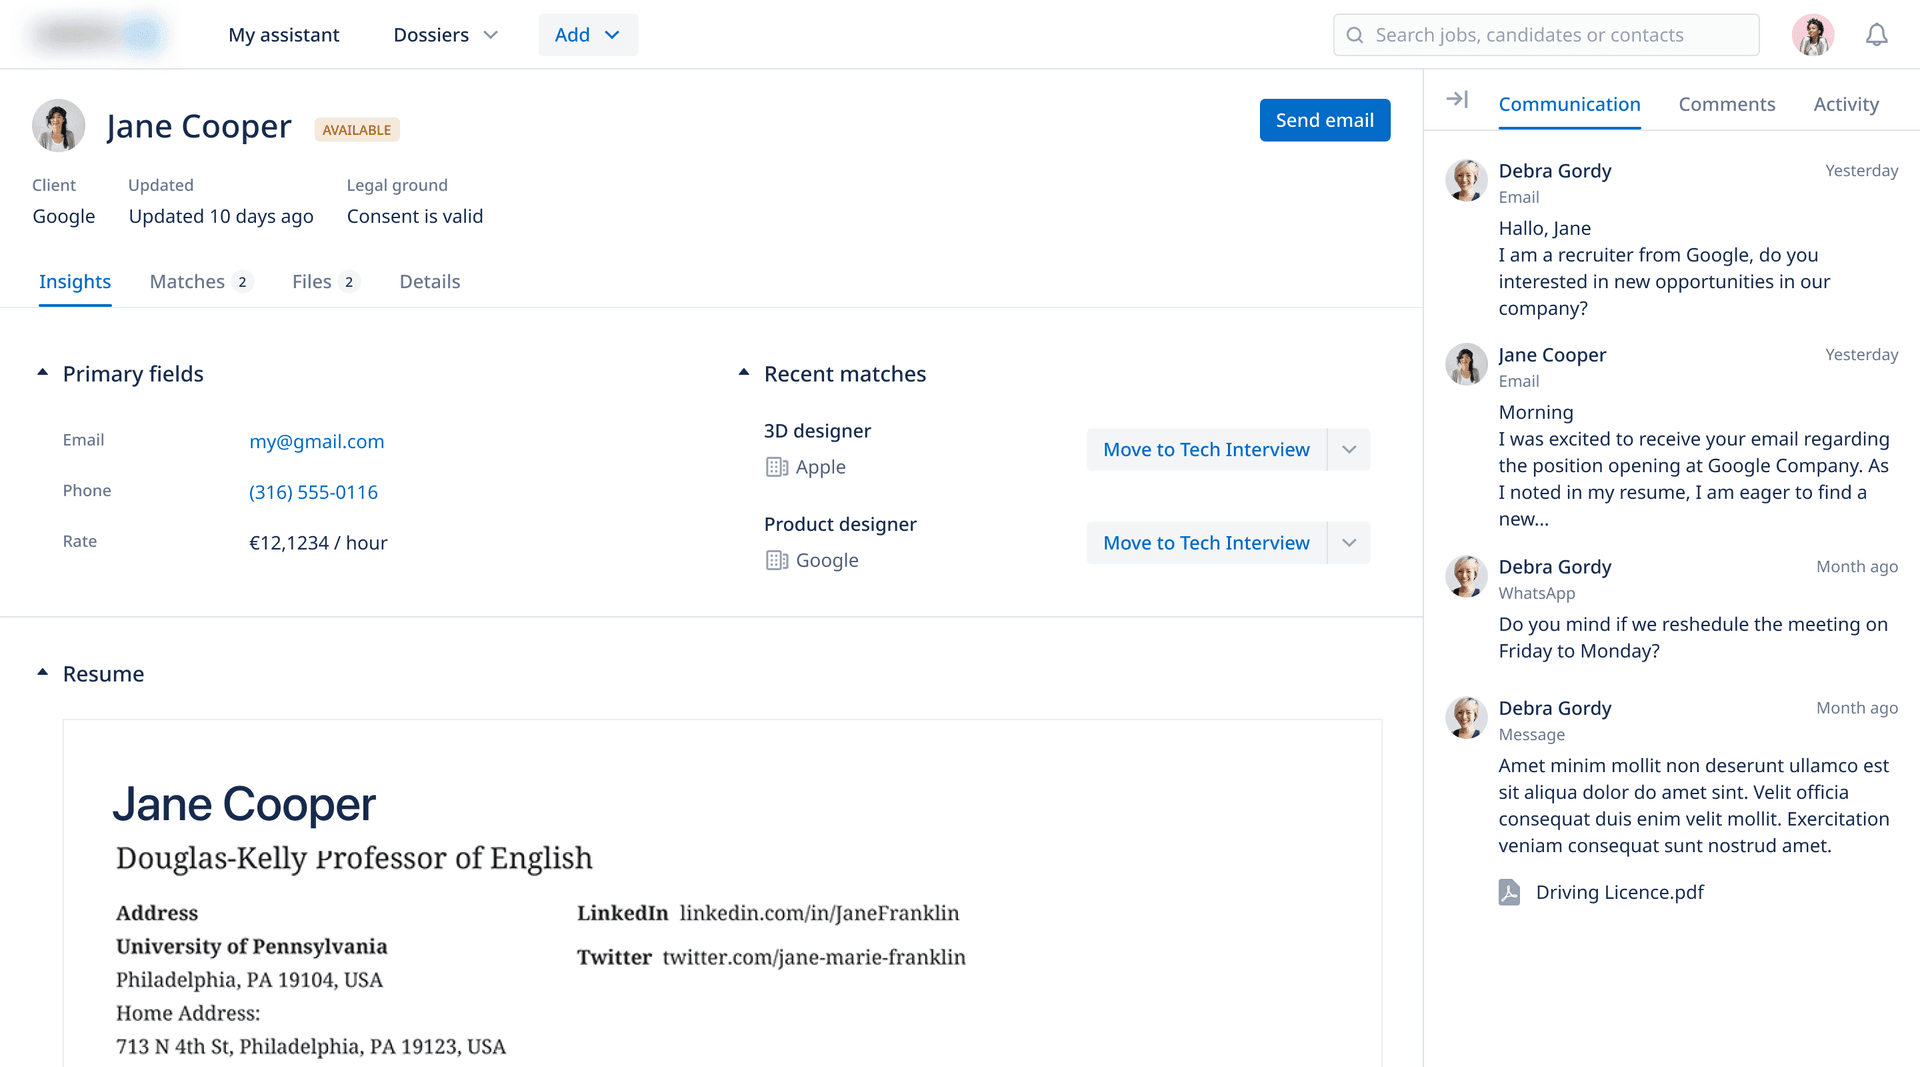 My assistant
Dossiers
Add
Search jobs, candidates or contacts
Jane Cooper
AVAILABLE
Send email
Client
Updated
Legal ground
Google
Updated 10 days ago
Consent is valid
Insights
Matches 2
Files 2
Details
Primary fields
Email
my@gmail.com
Phone
(316) 555-0116
Rate
€12,1234 / hour
Recent matches
3D designer
Apple
Move to Tech Interview
Product designer
Google
Move to Tech Interview
Resume
Jane Cooper
Douglas-Kelly Professor of English
Address
University of Pennsylvania
Philadelphia, PA 19104, USA
Home Address:
713 N 4th St, Philadelphia, PA 19123, USA
LinkedIn linkedin.com/in/JaneFranklin
Twitter twitter.com/jane-marie-franklin
Communication
Comments
Activity
Debra Gordy
Yesterday
Email
Hallo, Jane
I am a recruiter from Google, do you
interested in new opportunities in our
company?
Jane Cooper
Yesterday
Email
Morning
I was excited to receive your email regarding
the position opening at Google Company. As
I noted in my resume, I am eager to find a
new...
Debra Gordy
Month ago
WhatsApp
Do you mind if we reshedule the meeting on
Friday to Monday?
Debra Gordy
Month ago
Message
Amet minim mollit non deserunt ullamco est
sit aliqua dolor do amet sint. Velit officia
consequat duis enim velit mollit. Exercitation
veniam consequat sunt nostrud amet.
Driving Licence.pdf